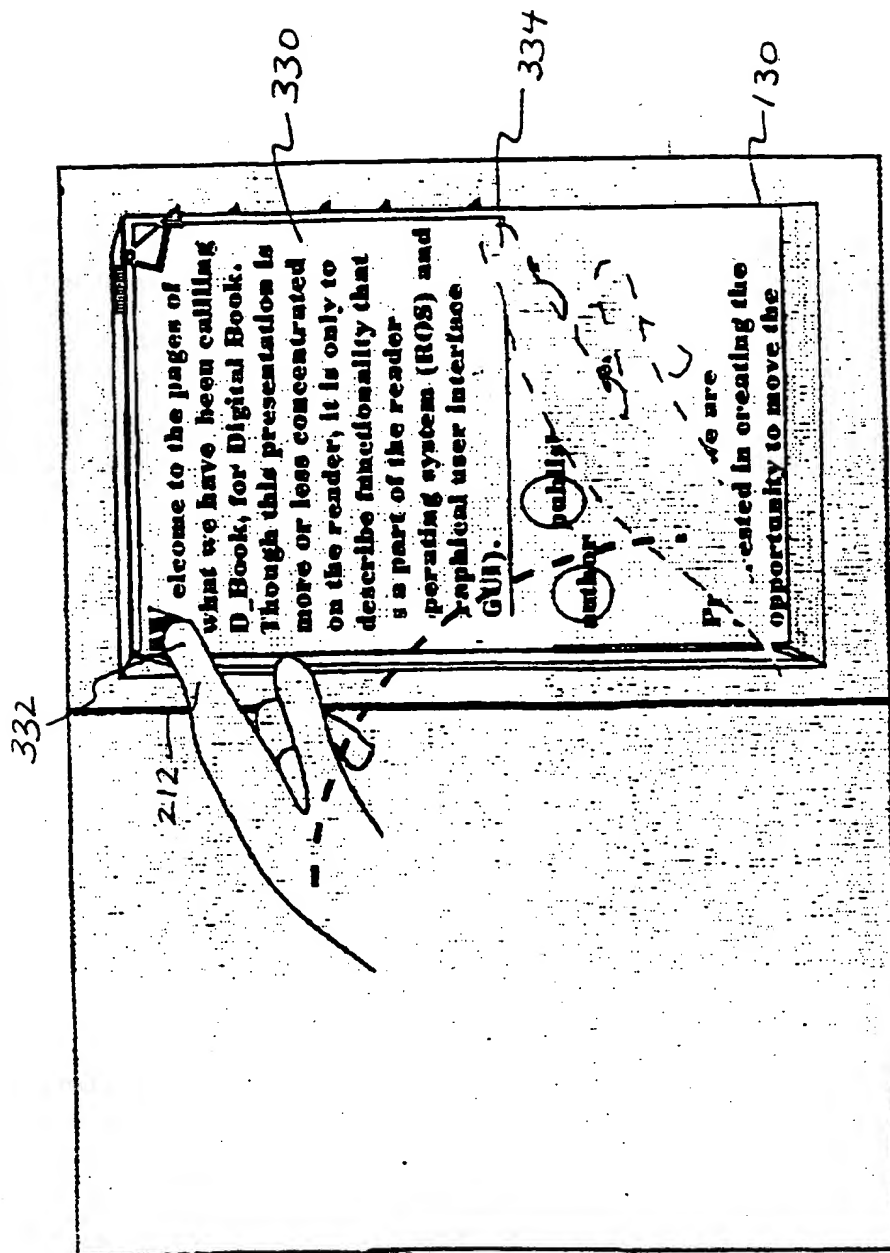 330
334
130
332
212
Tutorial
W elcome to the pages of
what we have been callling
D_Book, for Digital Book.
Though this presentation is
more or less concentrated
on the reader, it is only to
describe functionality that
s a part of the reader
perating system (ROS) and
raphical user interface
GUI).
author publis
We are
ested in creating the
opportunity to move the